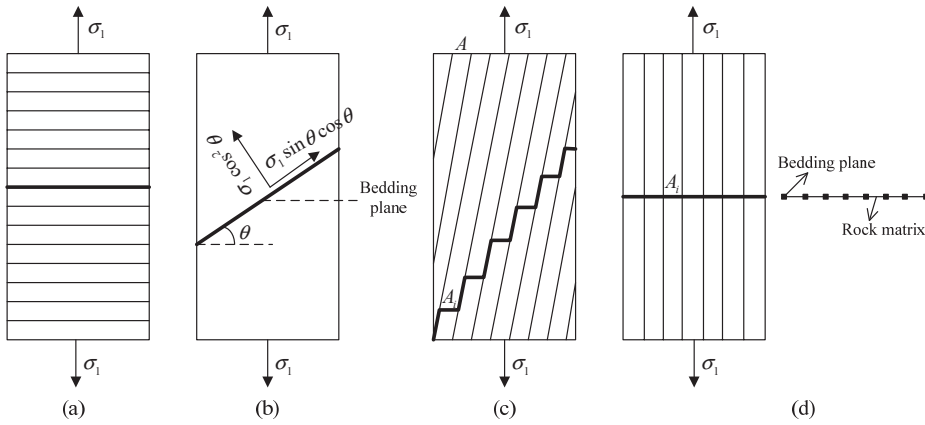 σ₁
σ₁
(a)
σ₁
σ₁ cos² θ
σ₁ sin θ cos θ
θ
Bedding
plane
σ₁
(b)
A
σ₁
Aᵢ
σ₁
(c)
σ₁
Aᵢ
Bedding plane
Rock matrix
σ₁
(d)